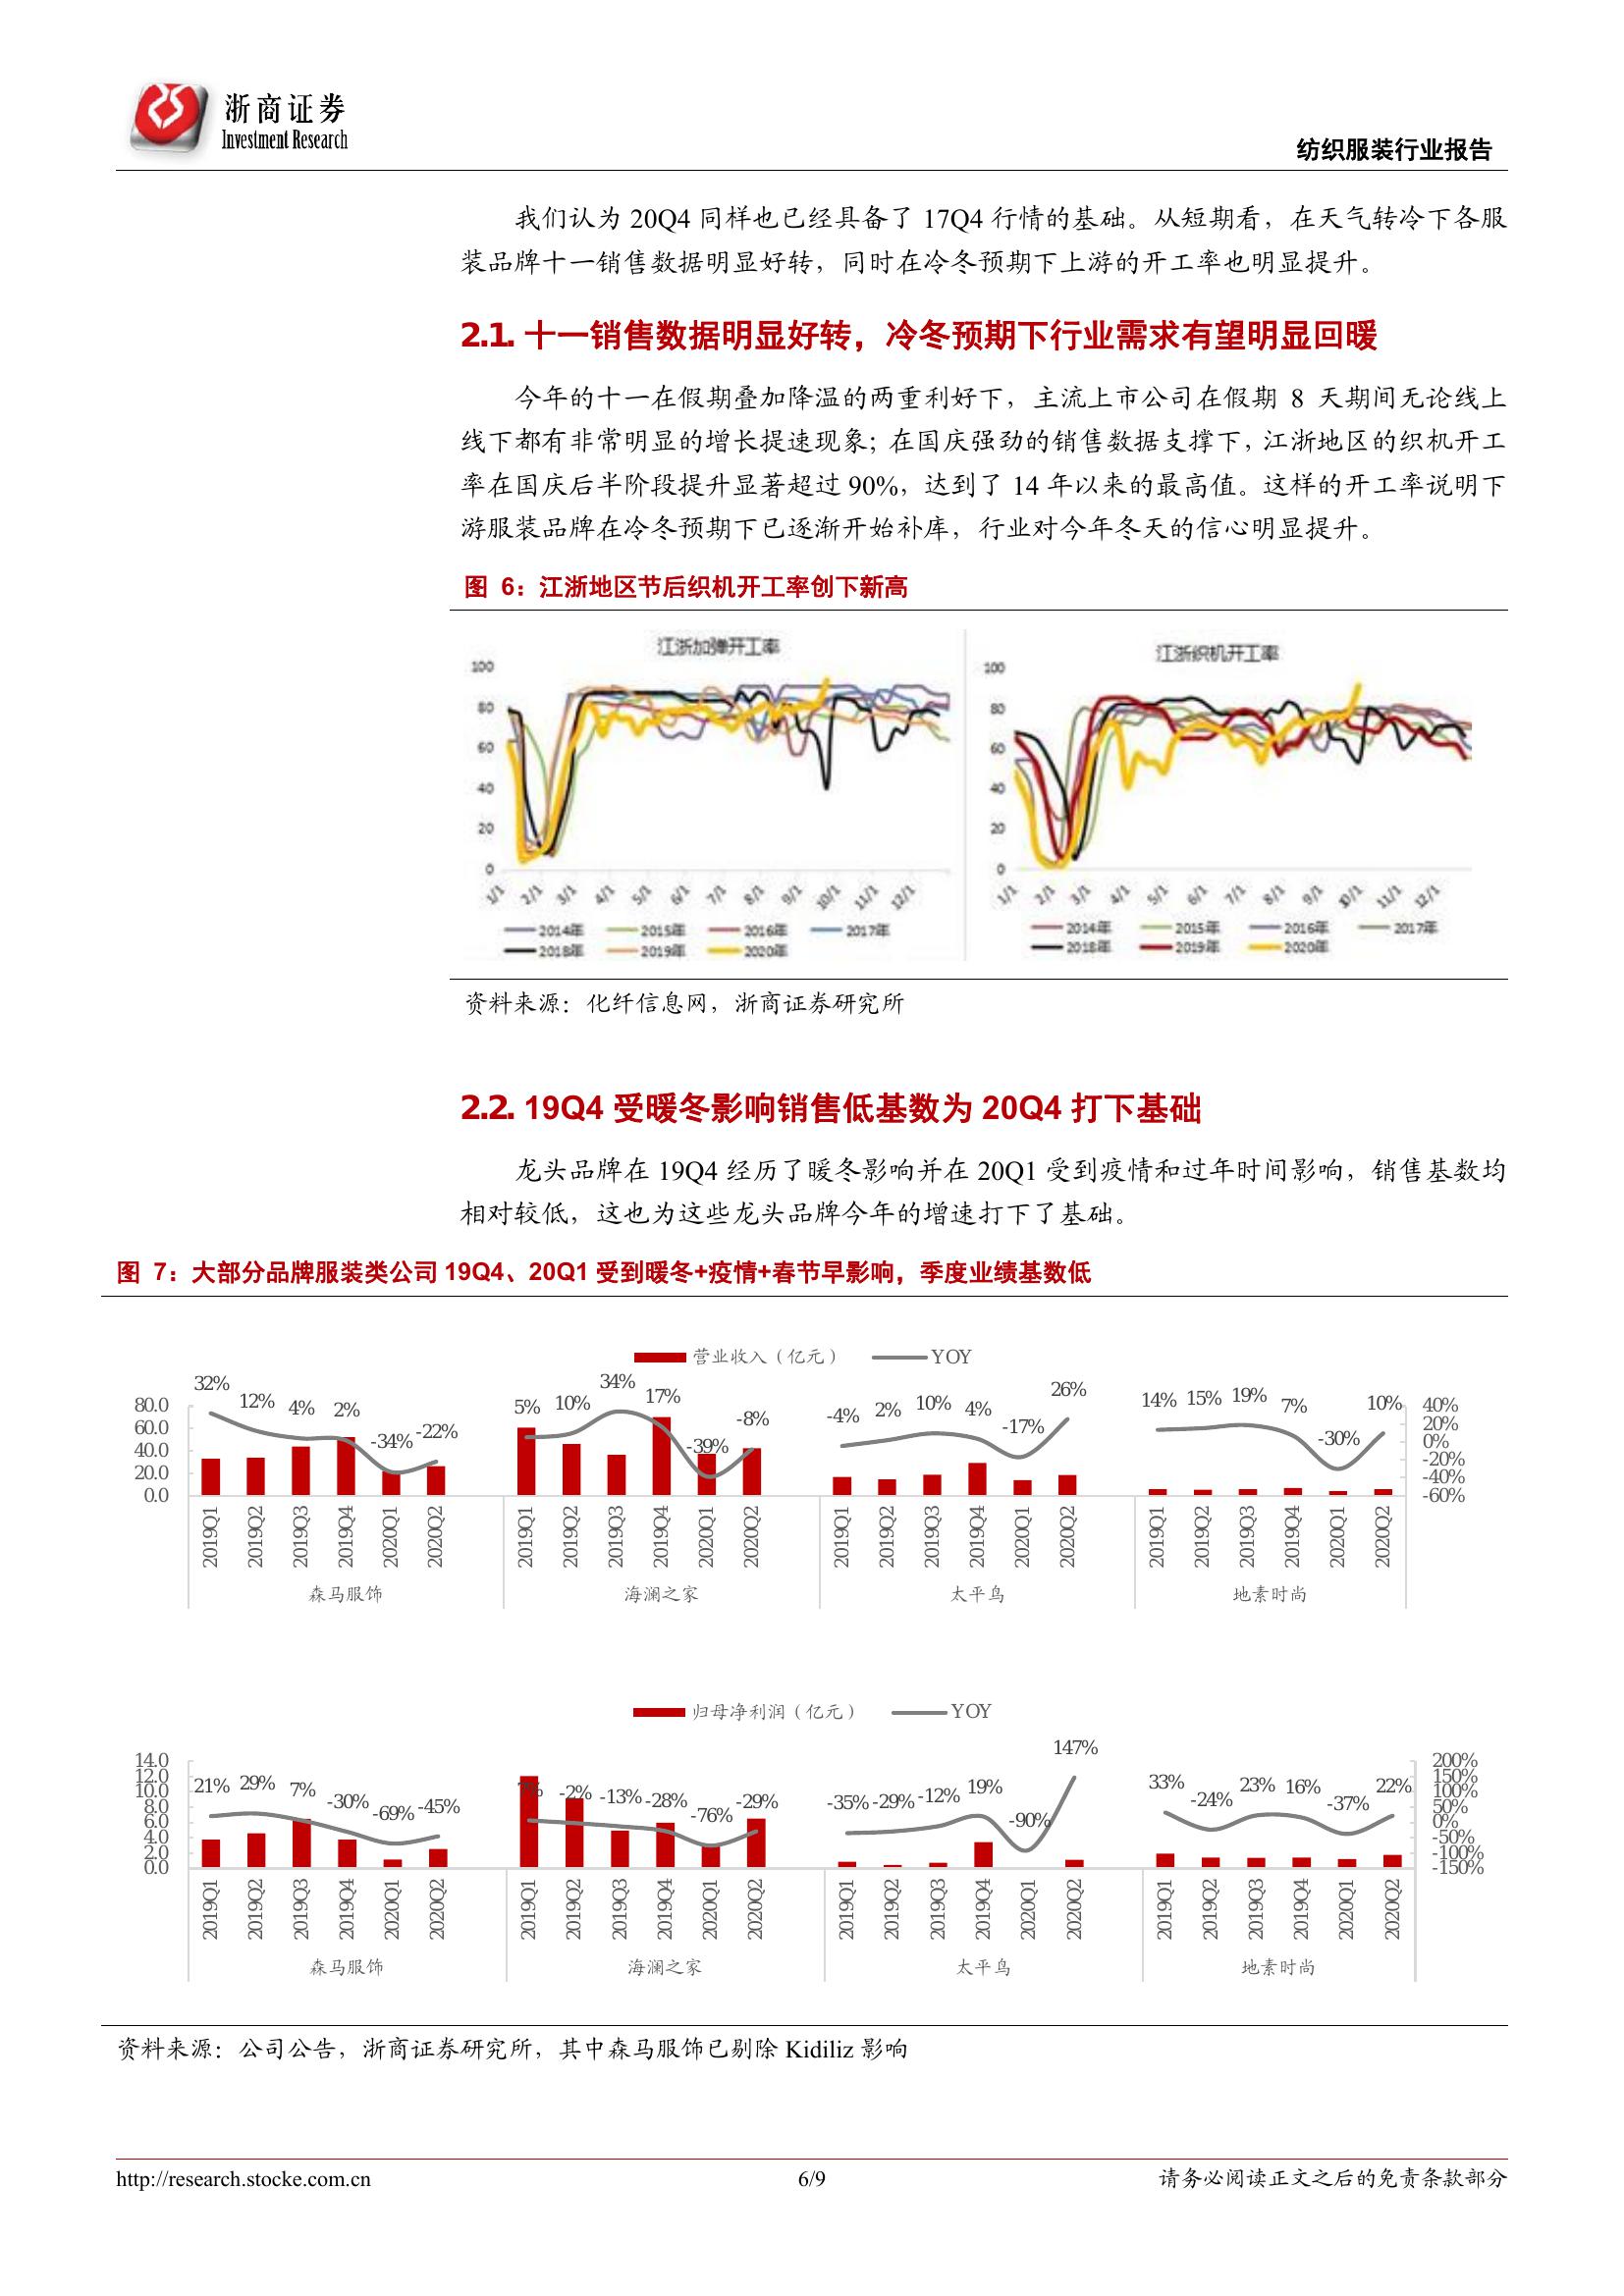 浙商证券
Investment Research
纺织服装行业报告
我们认为 20Q4 同样也已经具备了 17Q4 行情的基础。从短期看，在天气转冷下各服
装品牌十一销售数据明显好转，同时在冷冬预期下上游的开工率也明显提升。
2.1. 十一销售数据明显好转，冷冬预期下行业需求有望明显回暖
今年的十一在假期叠加降温的两重利好下，主流上市公司在假期 8 天期间无论线上
线下都有非常明显的增长提速现象；在国庆强劲的销售数据支撑下，江浙地区的织机开工
率在国庆后半阶段提升显著超过 90%，达到了 14 年以来的最高值。这样的开工率说明下
游服装品牌在冷冬预期下已逐渐开始补库，行业对今年冬天的信心明显提升。
图 6：江浙地区节后织机开工率创下新高
江浙加弹开工率
100
80
60
40
20
0
1/1 2/1 3/1 4/1 5/1 6/1 7/1 8/1 9/1 10/1 11/1 12/1
2014年 2015年 2016年 2017年
2018年 2019年 2020年
江浙织机开工率
100
80
60
40
20
0
1/1 2/1 3/1 4/1 5/1 6/1 7/1 8/1 9/1 10/1 11/1 12/1
2014年 2015年 2016年 2017年
2018年 2019年 2020年
资料来源：化纤信息网，浙商证券研究所
2.2. 19Q4 受暖冬影响销售低基数为 20Q4 打下基础
龙头品牌在 19Q4 经历了暖冬影响并在 20Q1 受到疫情和过年时间影响，销售基数均
相对较低，这也为这些龙头品牌今年的增速打下了基础。
图 7：大部分品牌服装类公司 19Q4、20Q1 受到暖冬+疫情+春节早影响，季度业绩基数低
营业收入（亿元） YOY
80.0
60.0
40.0
20.0
0.0
32% 12% 4% 2% -34% -22%
5% 10% 34% 17% -39% -8%
-4% 2% 10% 4% -17% 26%
14% 15% 19% 7% -30% 10%
40%
20%
0%
-20%
-40%
-60%
2019Q1 2019Q2 2019Q3 2019Q4 2020Q1 2020Q2
2019Q1 2019Q2 2019Q3 2019Q4 2020Q1 2020Q2
2019Q1 2019Q2 2019Q3 2019Q4 2020Q1 2020Q2
2019Q1 2019Q2 2019Q3 2019Q4 2020Q1 2020Q2
森马服饰 海澜之家 太平鸟 地素时尚
归母净利润（亿元） YOY
14.0
12.0
10.0
8.0
6.0
4.0
2.0
0.0
21% 29% 7% -30% -69% -45%
-2% -13% -28% -76% -29%
-35% -29% -12% 19% -90% 147%
33% -24% 23% 16% -37% 22%
200%
150%
100%
50%
0%
-50%
-100%
-150%
2019Q1 2019Q2 2019Q3 2019Q4 2020Q1 2020Q2
2019Q1 2019Q2 2019Q3 2019Q4 2020Q1 2020Q2
2019Q1 2019Q2 2019Q3 2019Q4 2020Q1 2020Q2
2019Q1 2019Q2 2019Q3 2019Q4 2020Q1 2020Q2
森马服饰 海澜之家 太平鸟 地素时尚
资料来源：公司公告，浙商证券研究所，其中森马服饰已剔除 Kidiliz 影响
http://research.stocke.com.cn 6/9 请务必阅读正文之后的免责条款部分